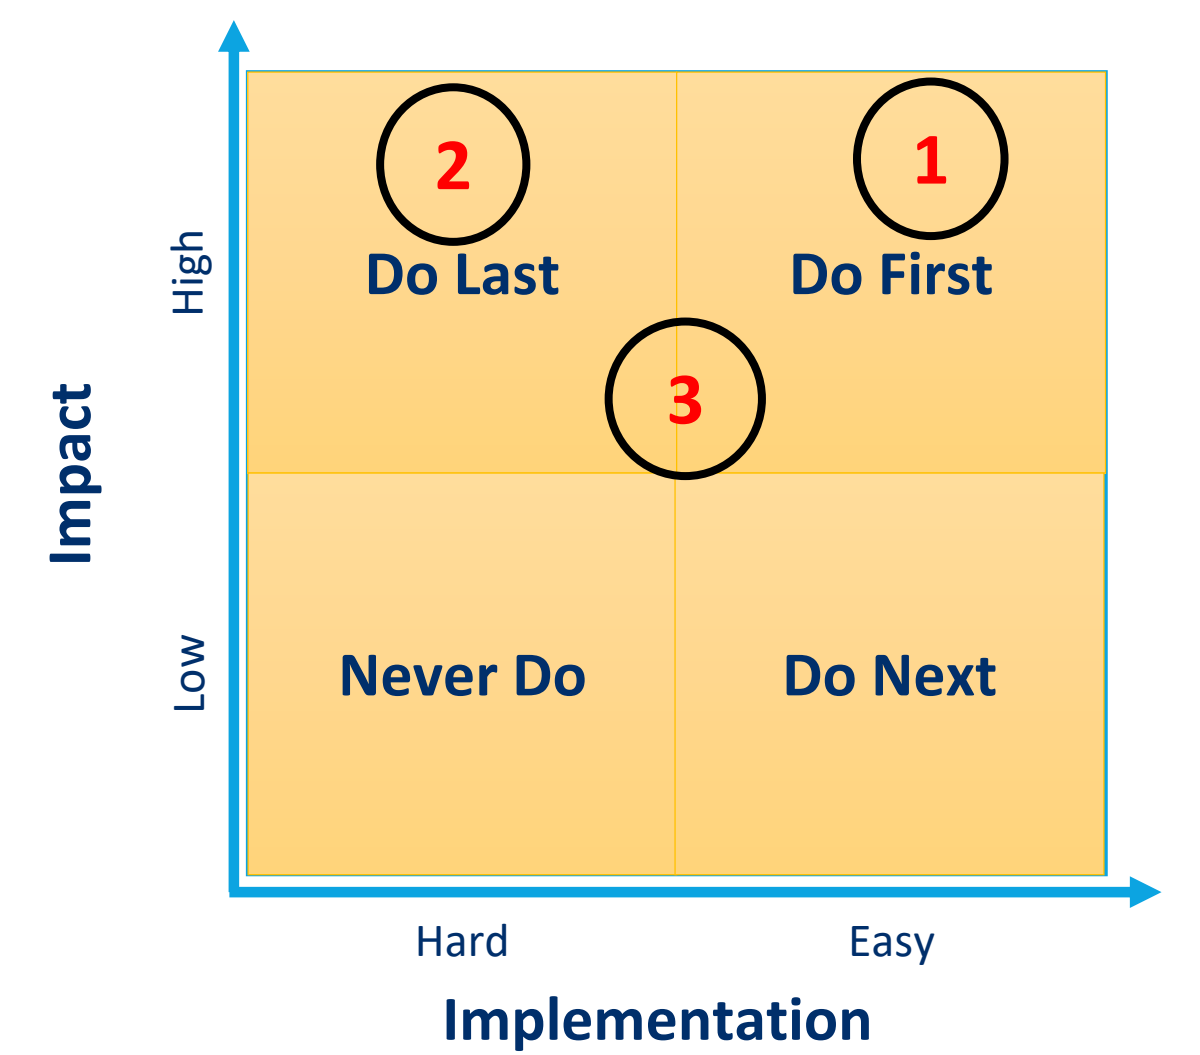 2
1
Do Last
Do First
3
High
Impact
Low
Never Do
Do Next
Hard
Easy
Implementation